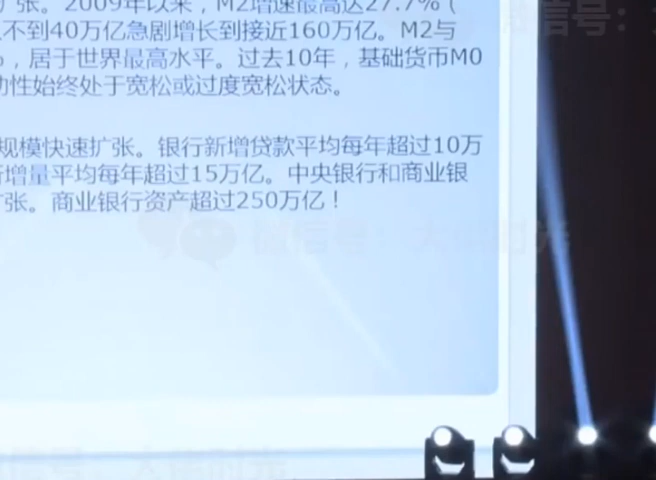 扩张。2009年以来，M2增速最高达27.7%（
不到40万亿急剧增长到接近160万亿。M2与
，居于世界最高水平。过去10年，基础货币M0
动性始终处于宽松或过度宽松状态。
规模快速扩张。银行新增贷款平均每年超过10万
新增量平均每年超过15万亿。中央银行和商业银
扩张。商业银行资产超过250万亿！
微信号：